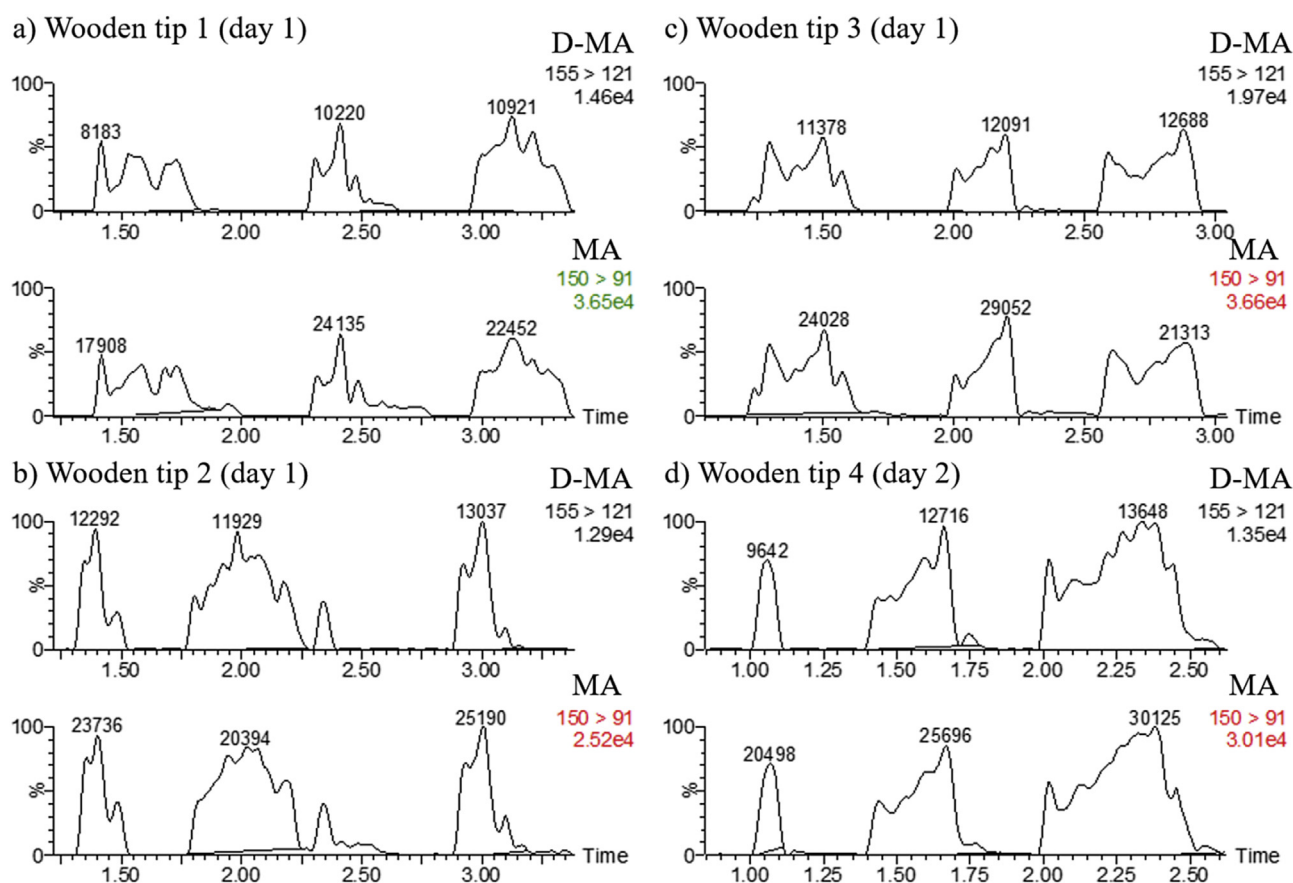 a) Wooden tip 1 (day 1)
D-MA
155 > 121
1.46e4
100
%
0
8183
10220
10921
1.50
2.00
2.50
3.00
MA
150 > 91
3.65e4
100
%
0
17908
24135
22452
Time
1.50
2.00
2.50
3.00
b) Wooden tip 2 (day 1)
D-MA
155 > 121
1.29e4
100
%
0
12292
11929
13037
1.50
2.00
2.50
3.00
MA
150 > 91
2.52e4
100
%
0
23736
20394
25190
Time
1.50
2.00
2.50
3.00
c) Wooden tip 3 (day 1)
D-MA
155 > 121
1.97e4
100
%
0
11378
12091
12688
1.50
2.00
2.50
3.00
MA
150 > 91
3.66e4
100
%
0
24028
29052
21313
Time
1.50
2.00
2.50
3.00
d) Wooden tip 4 (day 2)
D-MA
155 > 121
1.35e4
100
%
0
9642
12716
13648
1.00
1.25
1.50
1.75
2.00
2.25
2.50
MA
150 > 91
3.01e4
100
%
0
20498
25696
30125
Time
1.00
1.25
1.50
1.75
2.00
2.25
2.50